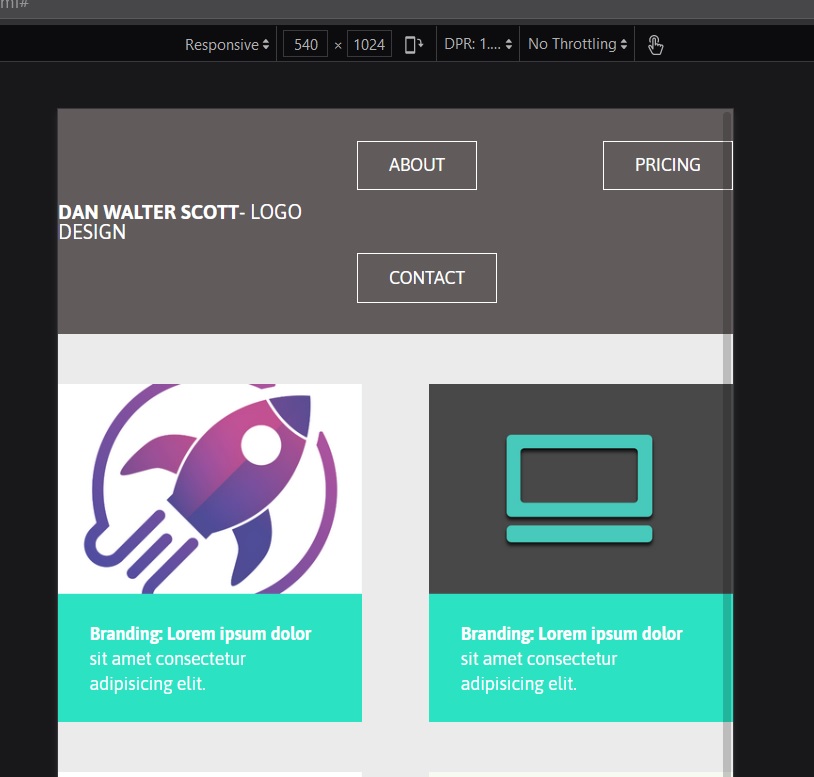 ml#
Responsive 540 × 1024 DPR: 1.... No Throttling
ABOUT PRICING
DAN WALTER SCOTT- LOGO
DESIGN
CONTACT
Branding: Lorem ipsum dolor
sit amet consectetur
adipisicing elit.
Branding: Lorem ipsum dolor
sit amet consectetur
adipisicing elit.